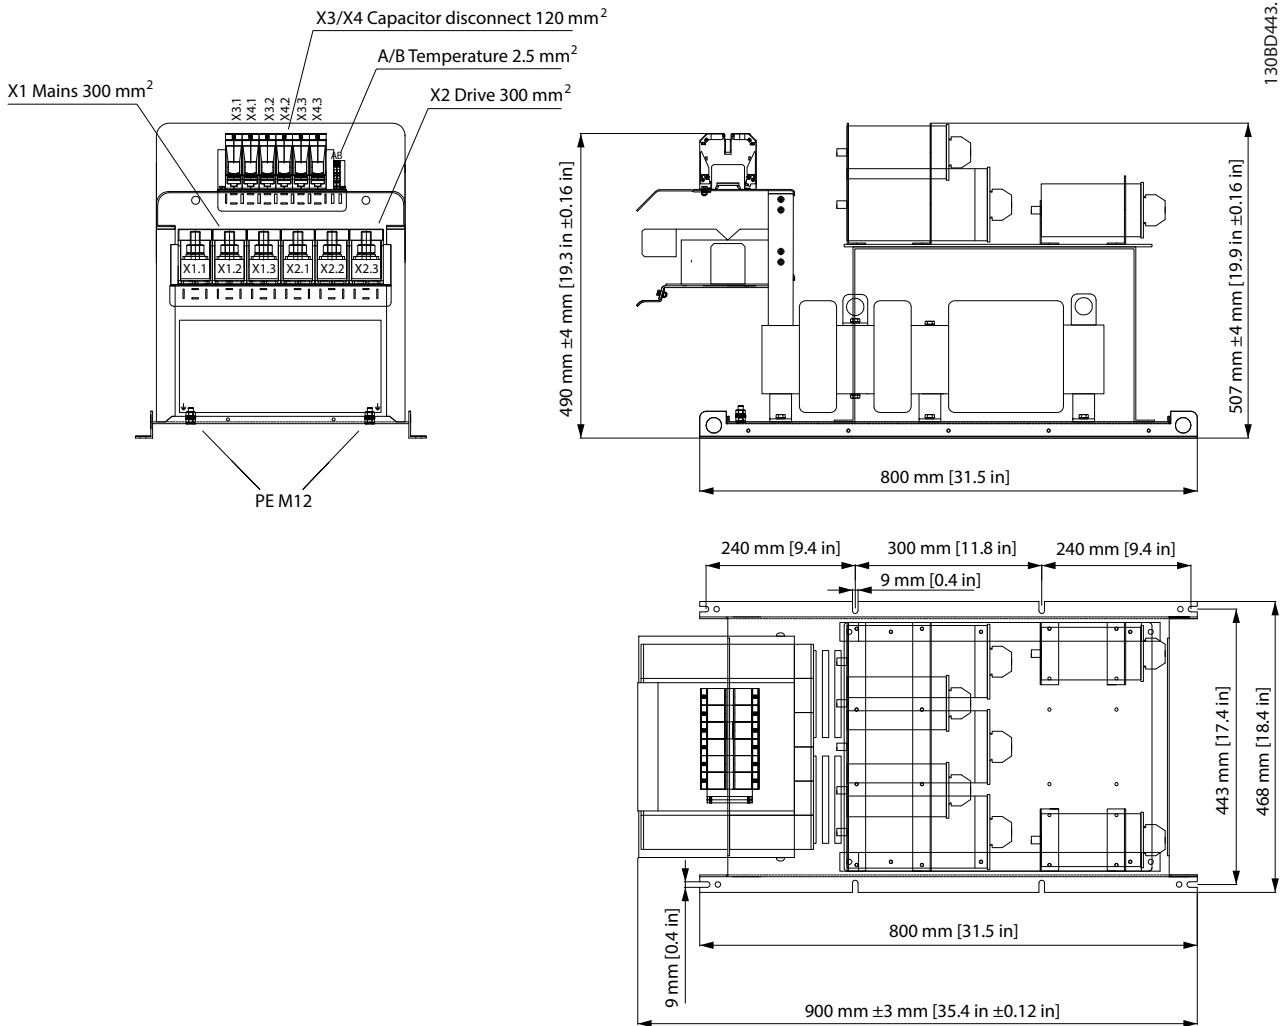 X3/X4 Capacitor disconnect 120 mm²
A/B Temperature 2.5 mm²
X1 Mains 300 mm²
X2 Drive 300 mm²
X3.1
X4.1
X3.2
X4.2
X3.3
X4.3
AB
X1.1 X1.2 X1.3 X2.1 X2.2 X2.3
PE M12
130BD443.
490 mm ±4 mm [19.3 in ±0.16 in]
507 mm ±4 mm [19.9 in ±0.16 in]
800 mm [31.5 in]
240 mm [9.4 in] 300 mm [11.8 in] 240 mm [9.4 in]
9 mm [0.4 in]
443 mm [17.4 in]
468 mm [18.4 in]
9 mm [0.4 in]
800 mm [31.5 in]
900 mm ±3 mm [35.4 in ±0.12 in]